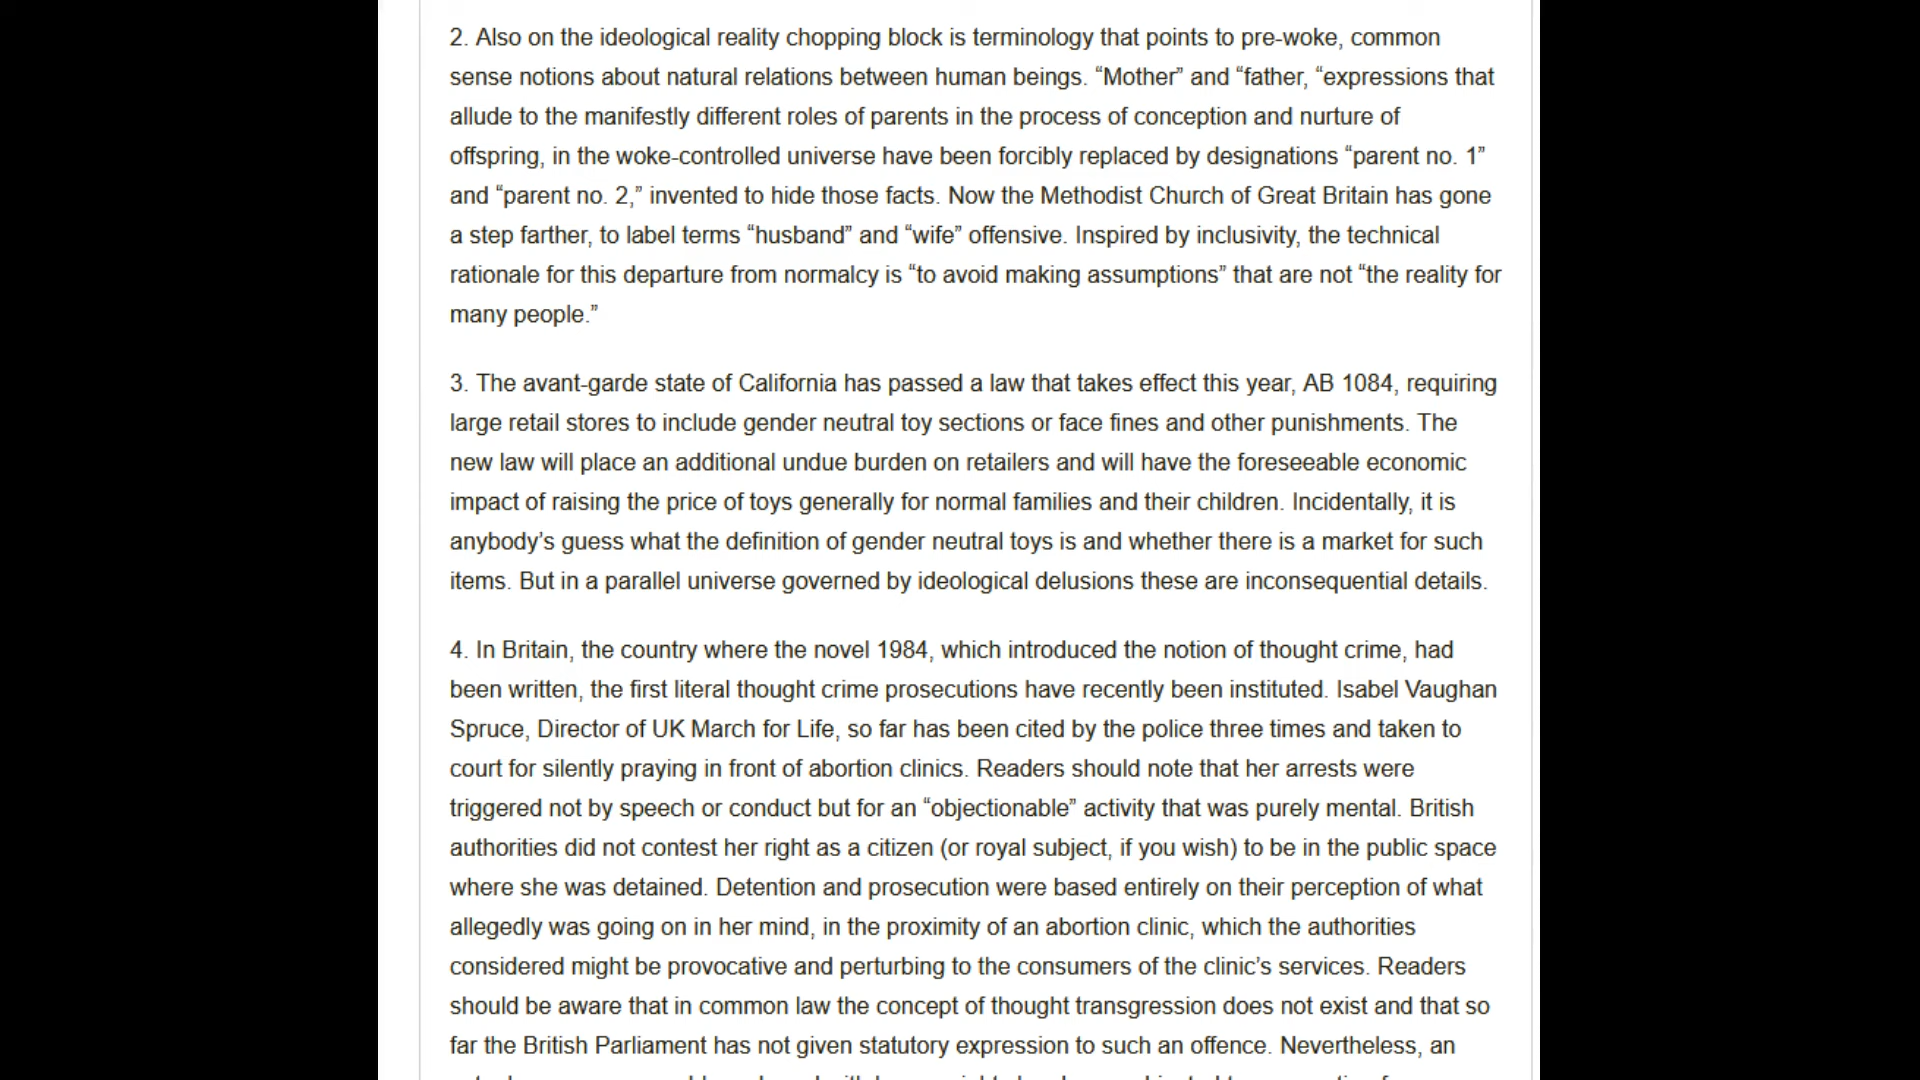 2. Also on the ideological reality chopping block is terminology that points to pre-woke, common
sense notions about natural relations between human beings. “Mother” and “father, “expressions that
allude to the manifestly different roles of parents in the process of conception and nurture of
offspring, in the woke-controlled universe have been forcibly replaced by designations “parent no. 1”
and “parent no. 2,” invented to hide those facts. Now the Methodist Church of Great Britain has gone
a step farther, to label terms “husband” and “wife” offensive. Inspired by inclusivity, the technical
rationale for this departure from normalcy is “to avoid making assumptions” that are not “the reality for
many people.”
3. The avant-garde state of California has passed a law that takes effect this year, AB 1084, requiring
large retail stores to include gender neutral toy sections or face fines and other punishments. The
new law will place an additional undue burden on retailers and will have the foreseeable economic
impact of raising the price of toys generally for normal families and their children. Incidentally, it is
anybody’s guess what the definition of gender neutral toys is and whether there is a market for such
items. But in a parallel universe governed by ideological delusions these are inconsequential details.
4. In Britain, the country where the novel 1984, which introduced the notion of thought crime, had
been written, the first literal thought crime prosecutions have recently been instituted. Isabel Vaughan
Spruce, Director of UK March for Life, so far has been cited by the police three times and taken to
court for silently praying in front of abortion clinics. Readers should note that her arrests were
triggered not by speech or conduct but for an “objectionable” activity that was purely mental. British
authorities did not contest her right as a citizen (or royal subject, if you wish) to be in the public space
where she was detained. Detention and prosecution were based entirely on their perception of what
allegedly was going on in her mind, in the proximity of an abortion clinic, which the authorities
considered might be provocative and perturbing to the consumers of the clinic’s services. Readers
should be aware that in common law the concept of thought transgression does not exist and that so
far the British Parliament has not given statutory expression to such an offence. Nevertheless, an